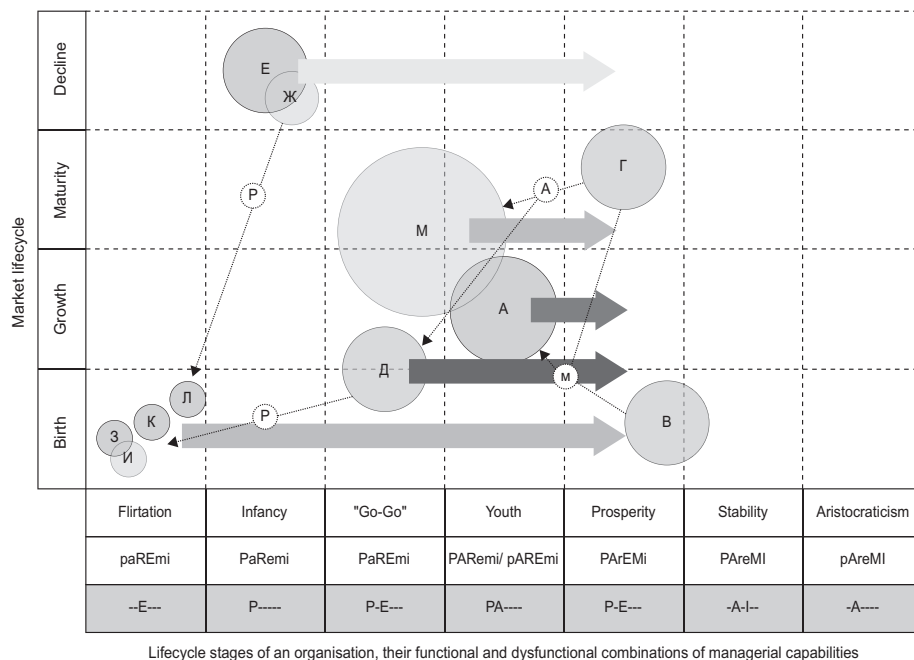 Market lifecycle
Decline
Maturity
Growth
Birth
Е
Ж
Р
Г
А
М
А
Д
м
Л
Р
К
В
З
И
Flirtation
Infancy
"Go-Go"
Youth
Prosperity
Stability
Aristocraticism
paREmi
PaRemi
PaREmi
PARemi/ pAREmi
PArEMi
PAreMI
pAreMI
--E---
P-----
P-E---
PA----
P-E---
-A-I--
-A----
Lifecycle stages of an organisation, their functional and dysfunctional combinations of managerial capabilities